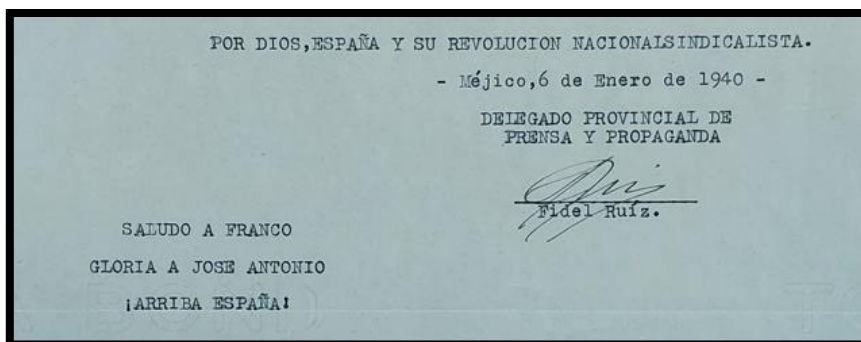 POR DIOS,ESPAÑA Y SU REVOLUCION NACIONALSINDICALISTA.
- Méjico,6 de Enero de 1940 -
DELEGADO PROVINCIAL DE
PRENSA Y PROPAGANDA
Fidel Ruíz.
SALUDO A FRANCO
GLORIA A JOSE ANTONIO
¡ARRIBA ESPAÑA!